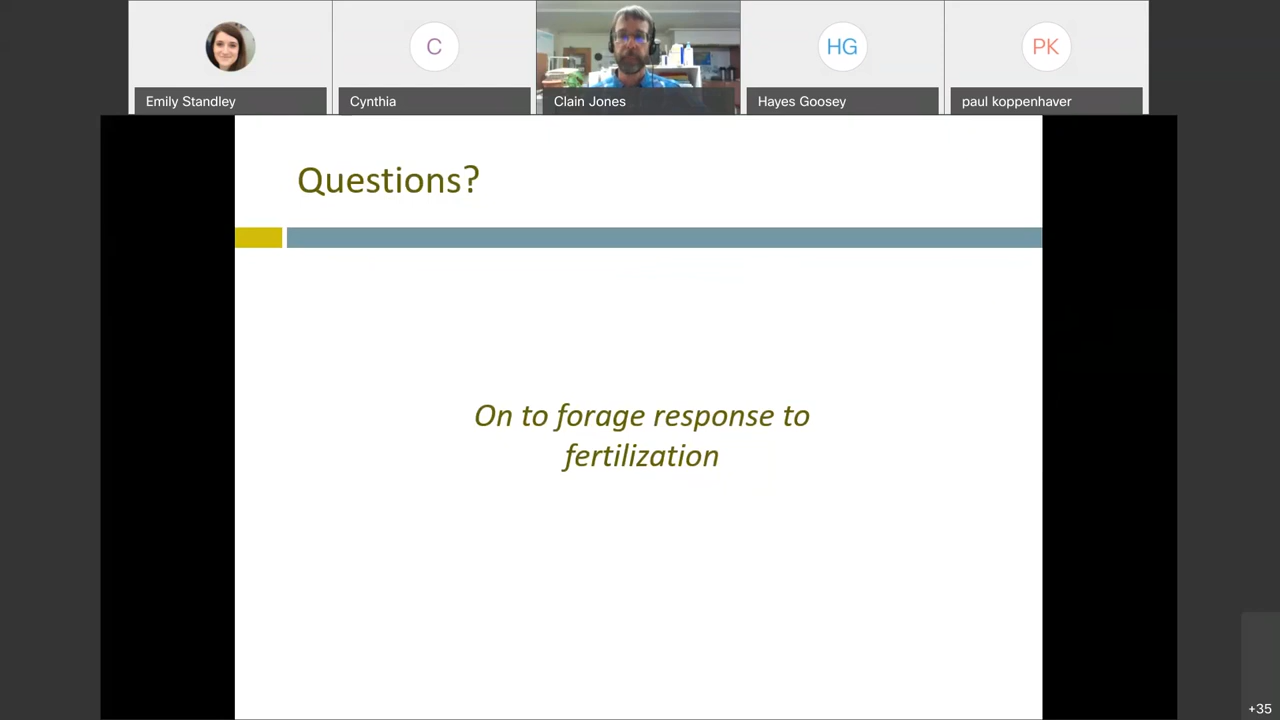 Emily Standley
C
Cynthia
Clain Jones
HG
Hayes Goosey
PK
paul koppenhaver
Questions?
On to forage response to
fertilization
+35